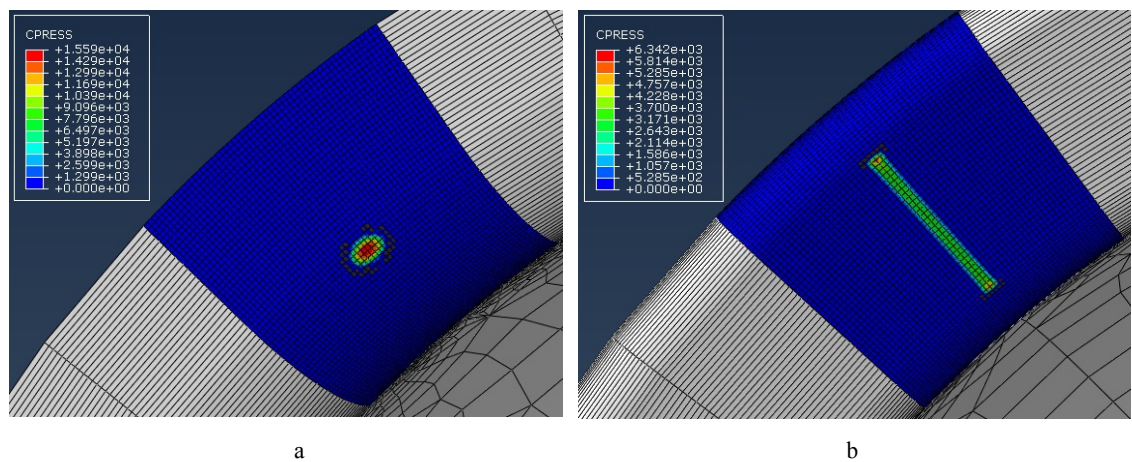 CPRESS
+1.559e+04
+1.429e+04
+1.299e+04
+1.169e+04
+1.039e+04
+9.096e+03
+7.796e+03
+6.497e+03
+5.197e+03
+3.898e+03
+2.599e+03
+1.299e+03
+0.000e+00
CPRESS
+6.342e+03
+5.814e+03
+5.285e+03
+4.757e+03
+4.228e+03
+3.700e+03
+3.171e+03
+2.643e+03
+2.114e+03
+1.586e+03
+1.057e+03
+5.285e+02
+0.000e+00
a
b